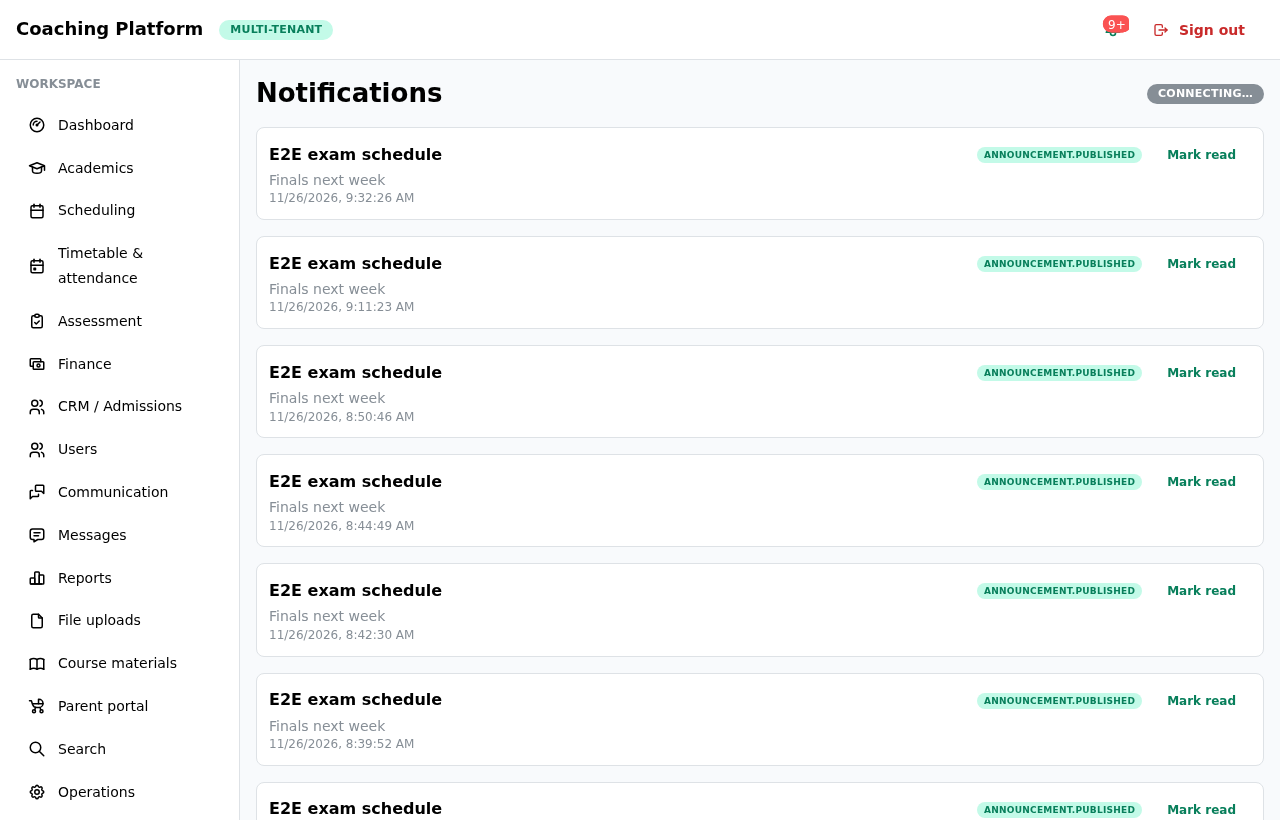 Coaching Platform
MULTI-TENANT
9+
Sign out
WORKSPACE
Dashboard
Academics
Scheduling
Timetable &
attendance
Assessment
Finance
CRM / Admissions
Users
Communication
Messages
Reports
File uploads
Course materials
Parent portal
Search
Operations
Notifications
CONNECTING...
E2E exam schedule
ANNOUNCEMENT.PUBLISHED
Mark read
Finals next week
11/26/2026, 9:32:26 AM
E2E exam schedule
ANNOUNCEMENT.PUBLISHED
Mark read
Finals next week
11/26/2026, 9:11:23 AM
E2E exam schedule
ANNOUNCEMENT.PUBLISHED
Mark read
Finals next week
11/26/2026, 8:50:46 AM
E2E exam schedule
ANNOUNCEMENT.PUBLISHED
Mark read
Finals next week
11/26/2026, 8:44:49 AM
E2E exam schedule
ANNOUNCEMENT.PUBLISHED
Mark read
Finals next week
11/26/2026, 8:42:30 AM
E2E exam schedule
ANNOUNCEMENT.PUBLISHED
Mark read
Finals next week
11/26/2026, 8:39:52 AM
E2E exam schedule
ANNOUNCEMENT.PUBLISHED
Mark read